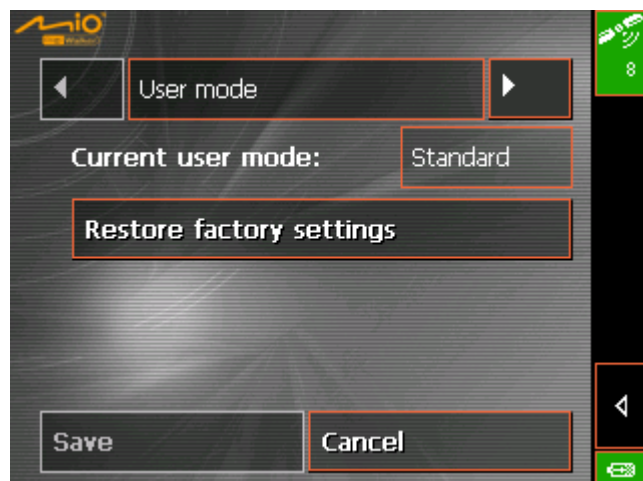 Mio
User mode
8
Current user mode: Standard
Restore factory settings
Save Cancel